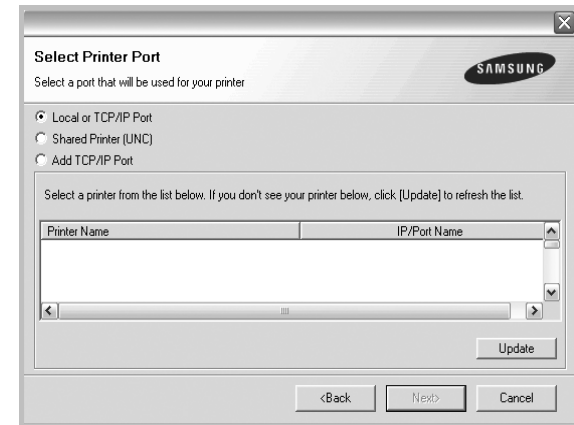 Select Printer Port
Select a port that will be used for your printer
SAMSUNG
Local or TCP/IP Port
Shared Printer (UNC)
Add TCP/IP Port
Select a printer from the list below. If you don't see your printer below, click [Update] to refresh the list.
Printer Name IP/Port Name
Update
<Back Next> Cancel